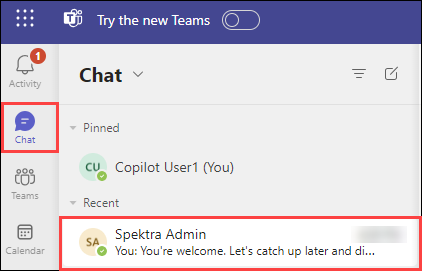 Try the new Teams
1
Activity
Chat
Chat
Teams
Calendar
Pinned
CU
Copilot User1 (You)
Recent
SA
Spektra Admin
You: You're welcome. Let's catch up later and di...